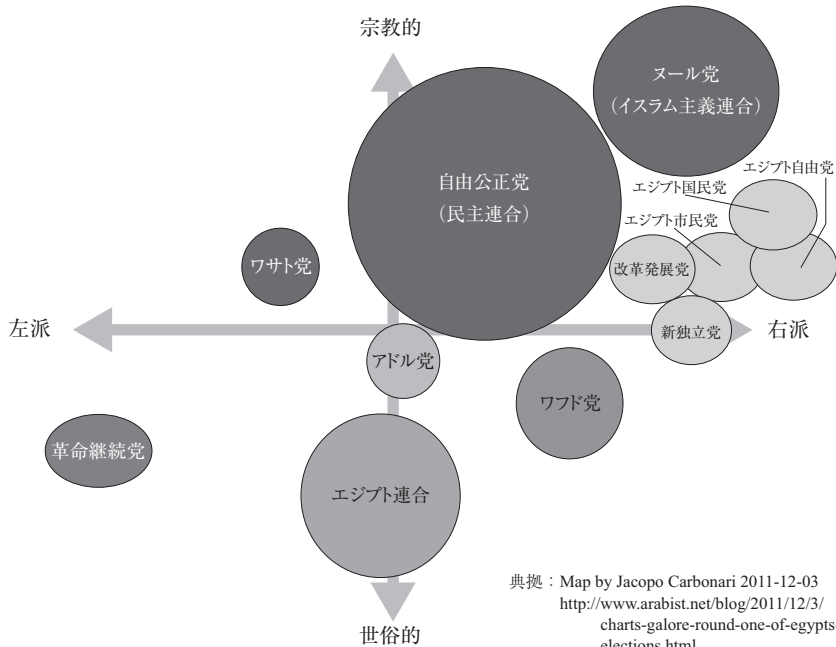 宗教的
ヌール党
（イスラム主義連合）
エジプト自由党
エジプト国民党
自由公正党
（民主連合）
エジプト市民党
ワサト党
改革発展党
左派
新独立党
右派
アドル党
ワフド党
革命継続党
エジプト連合
典拠：Map by Jacopo Carbonari 2011-12-03
http://www.arabist.net/blog/2011/12/3/
charts-galore-round-one-of-egypts-
elections.html
世俗的